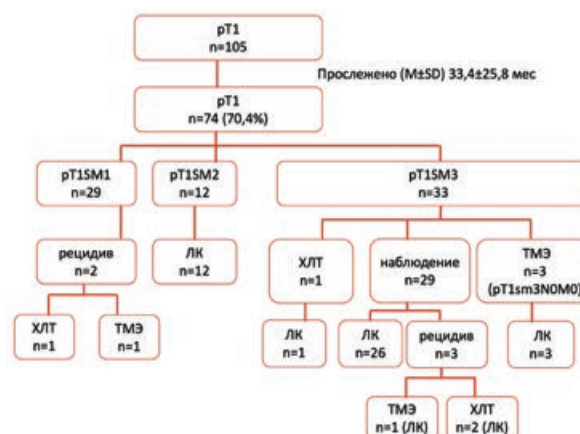 pT1
n=105
Прослежено (M±SD) 33,4±25,8 мес
pT1
n=74 (70,4%)
pT1SM1
n=29
pT1SM2
n=12
pT1SM3
n=33
рецидив
n=2
ЛК
n=12
ХЛТ
n=1
наблюдение
n=29
ТМЭ
n=3
(pT1sm3N0M0)
ХЛТ
n=1
ТМЭ
n=1
ЛК
n=1
ЛК
n=26
рецидив
n=3
ЛК
n=3
ТМЭ
n=1 (ЛК)
ХЛТ
n=2 (ЛК)